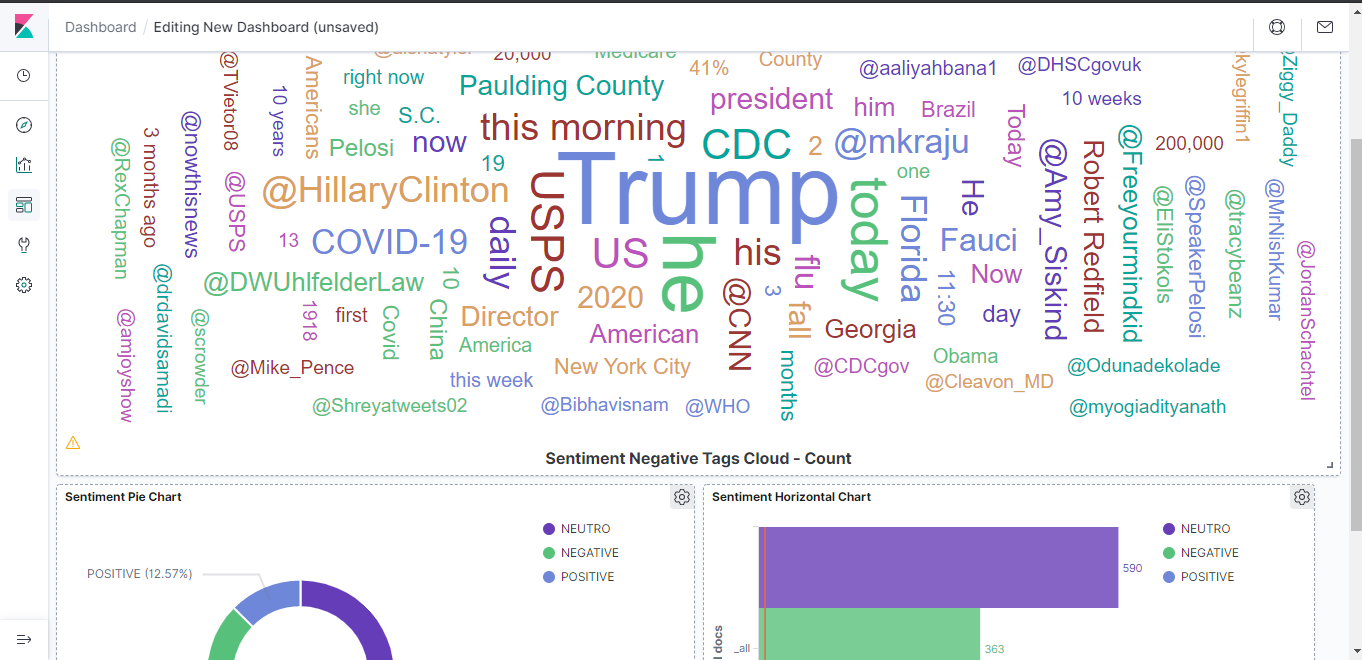 Dashboard / Editing New Dashboard (unsaved)
20,000
Medicare
@TVietor08
Americans
right now
Paulding County
41%
County
@aaliyahbana1
@DHSCgovuk
kylegriffin1
@Ziggy_Daddy
10 years
she
S.C.
president
him
Brazil
Today
10 weeks
@RexChapman
3 months ago
@nowthisnews
Pelosi
now
this morning
CDC
2
@mkraju
200,000
@USPS
19
1
Trump
one
@Amy_Siskind
Robert Redfield
@Freeyourmindkid
@HillaryClinton
USPS
today
Florida
He
@EliStokols
@SpeakerPelosi
@tracybeanz
@MrNishKumar
13
COVID-19
daily
US
he
his
flu
Fauci
@JordanSchachtel
@drdavidsamadi
@DWUhlfelderLaw
10
2020
@CNN
3
11:30
Now
@amjoyshow
@scrowder
1918
first
Covid
China
Director
American
fall
Georgia
day
America
@Mike_Pence
this week
New York City
months
@CDCgov
Obama
@Cleavon_MD
@Odunadekolade
@Shreyatweets02
@Bibhavisnam
@WHO
@myogiadityanath
Sentiment Negative Tags Cloud - Count
Sentiment Pie Chart
NEUTRO
NEGATIVE
POSITIVE
POSITIVE (12.57%)
Sentiment Horizontal Chart
NEUTRO
NEGATIVE
POSITIVE
590
_all
363
docs